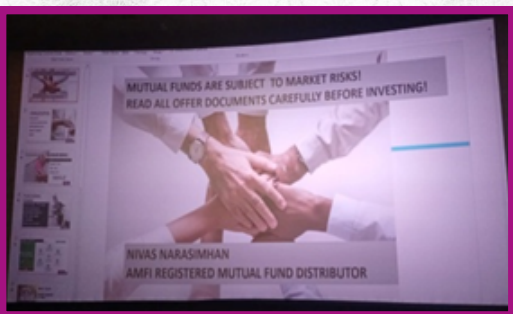 MUTUAL FUNDS ARE SUBJECT TO MARKET RISKS!
READ ALL OFFER DOCUMENTS CAREFULLY BEFORE INVESTING!
NIVAS NARASIMHAN
AMFI REGISTERED MUTUAL FUND DISTRIBUTOR